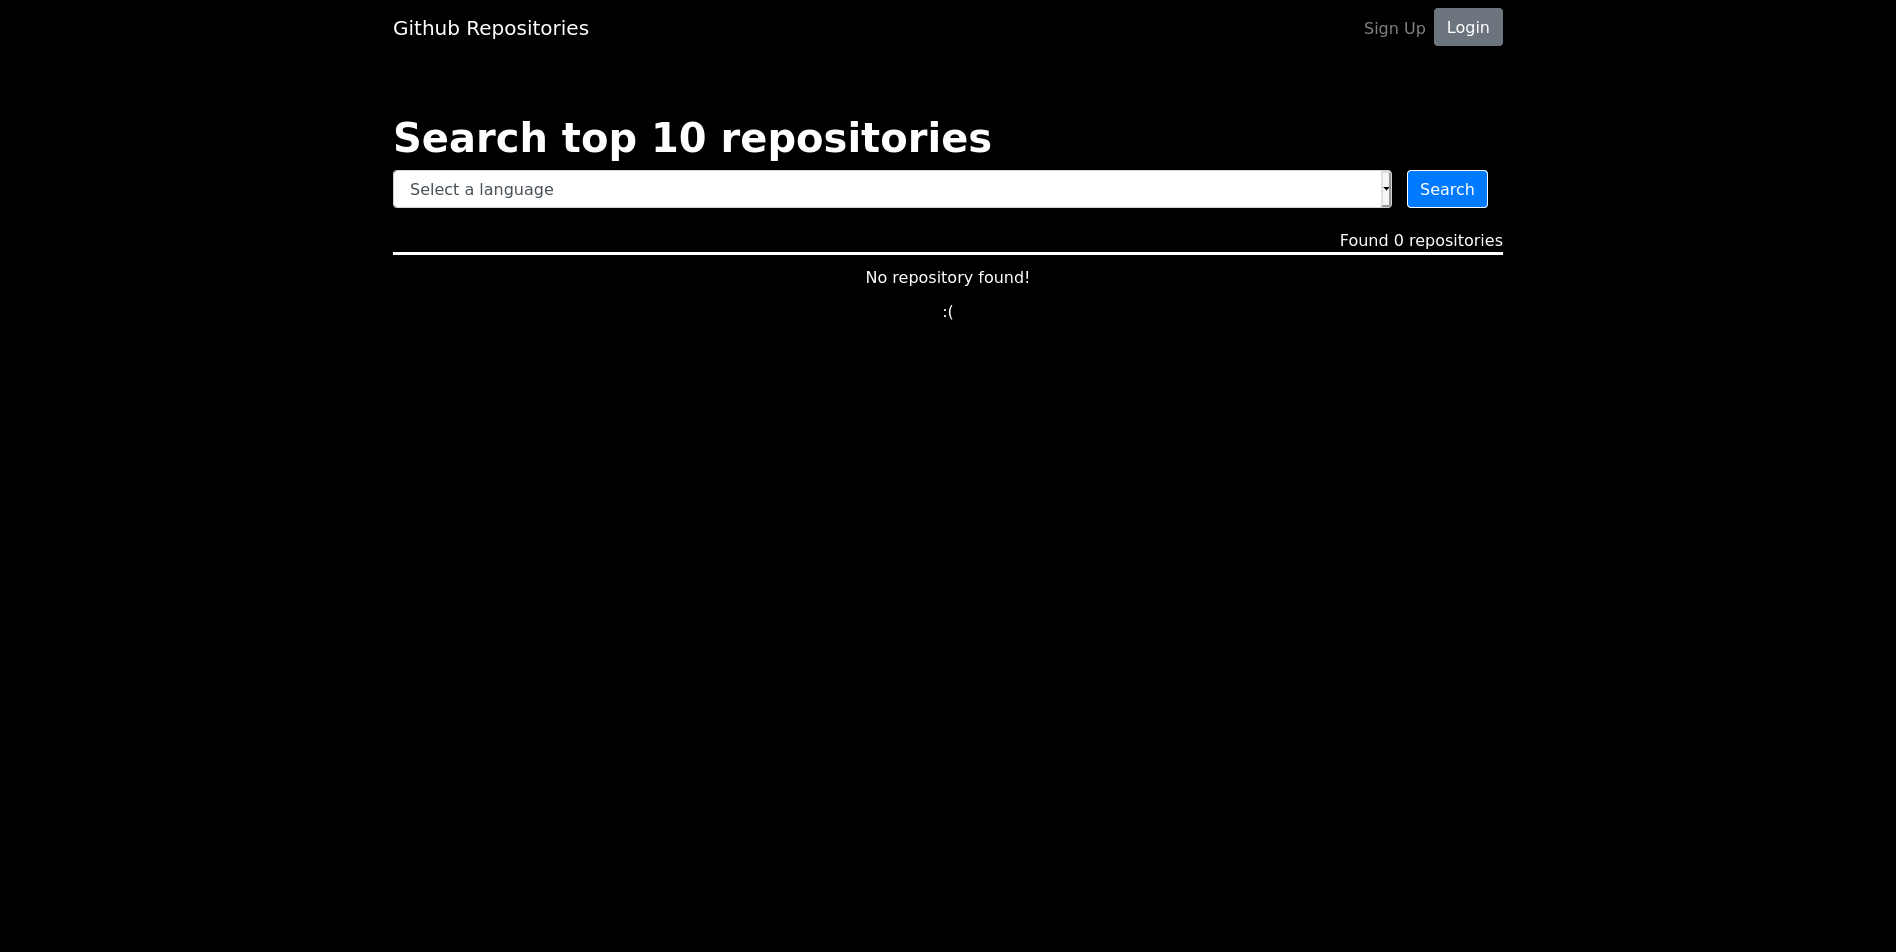 Github Repositories
Sign Up
Login
Search top 10 repositories
Select a language
Search
Found 0 repositories
No repository found!
:(